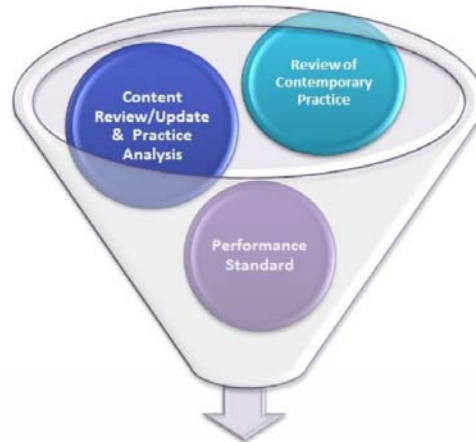 Content
Review/Update
& Practice
Analysis
Review of
Contemporary
Practice
Performance
Standard